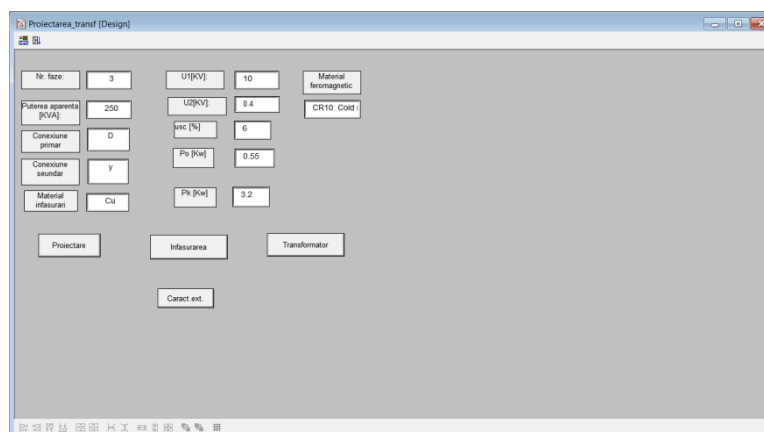 Proiectarea_transf [Design]
Nr. faze:
3
U1[KV]:
10
Material
feromagnetic
Puterea aparenta
[KVA]:
250
U2[KV]:
0.4
CR10: Cold
Conexiune
primar
D
usc [%]
6
Conexiune
seundar
y
Po [Kw]
0.55
Material
infasurari
Cu
Pk [Kw]
3.2
Proiectare
Infasurarea
Transformator
Caract.ext.